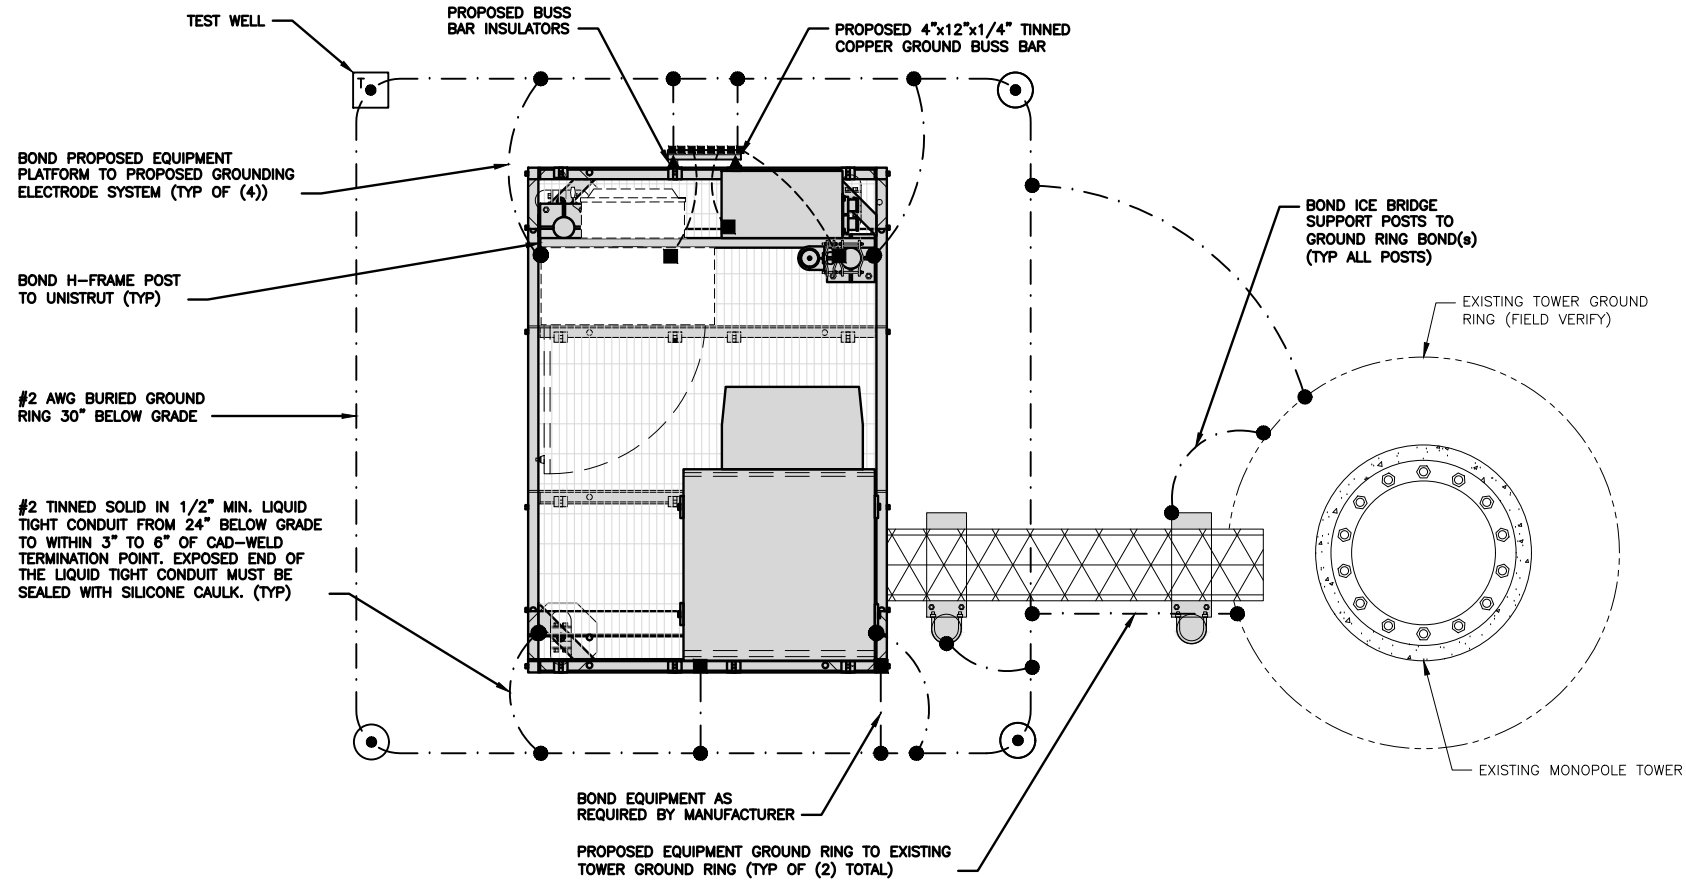 TEST WELL
PROPOSED BUSS
BAR INSULATORS
PROPOSED 4"x12"x1/4" TINNED
COPPER GROUND BUSS BAR
T
BOND PROPOSED EQUIPMENT
PLATFORM TO PROPOSED GROUNDING
ELECTRODE SYSTEM (TYP OF (4))
BOND ICE BRIDGE
SUPPORT POSTS TO
GROUND RING BOND(s)
(TYP ALL POSTS)
BOND H-FRAME POST
TO UNISTRUT (TYP)
EXISTING TOWER GROUND
RING (FIELD VERIFY)
#2 AWG BURIED GROUND
RING 30" BELOW GRADE
#2 TINNED SOLID IN 1/2" MIN. LIQUID
TIGHT CONDUIT FROM 24" BELOW GRADE
TO WITHIN 3" TO 6" OF CAD-WELD
TERMINATION POINT. EXPOSED END OF
THE LIQUID TIGHT CONDUIT MUST BE
SEALED WITH SILICONE CAULK. (TYP)
EXISTING MONOPOLE TOWER
BOND EQUIPMENT AS
REQUIRED BY MANUFACTURER
PROPOSED EQUIPMENT GROUND RING TO EXISTING
TOWER GROUND RING (TYP OF (2) TOTAL)